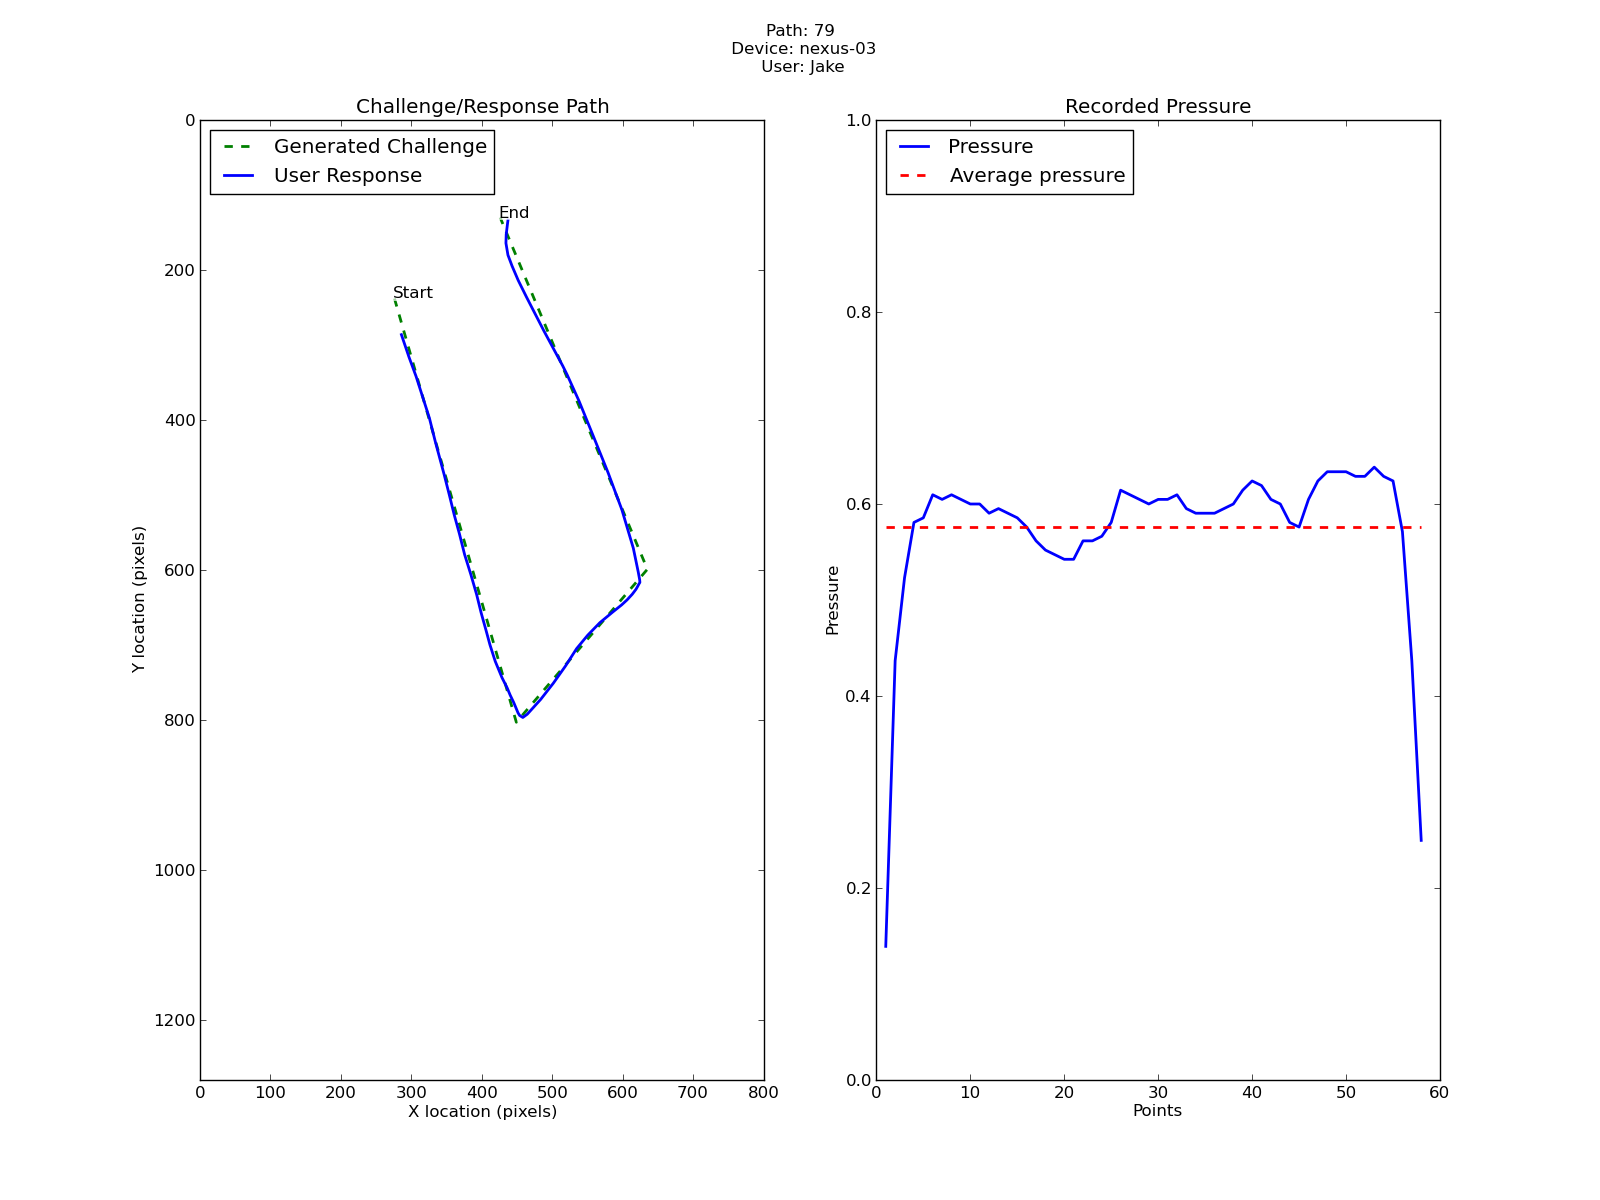 Path: 79
Device: nexus-03
User: Jake
Challenge/Response Path
Generated Challenge
User Response
End
Start
0
200
400
600
800
1000
1200
Y location (pixels)
0 100 200 300 400 500 600 700 800
X location (pixels)
Recorded Pressure
Pressure
Average pressure
1.0
0.8
0.6
0.4
0.2
0.0
Pressure
0 10 20 30 40 50 60
Points